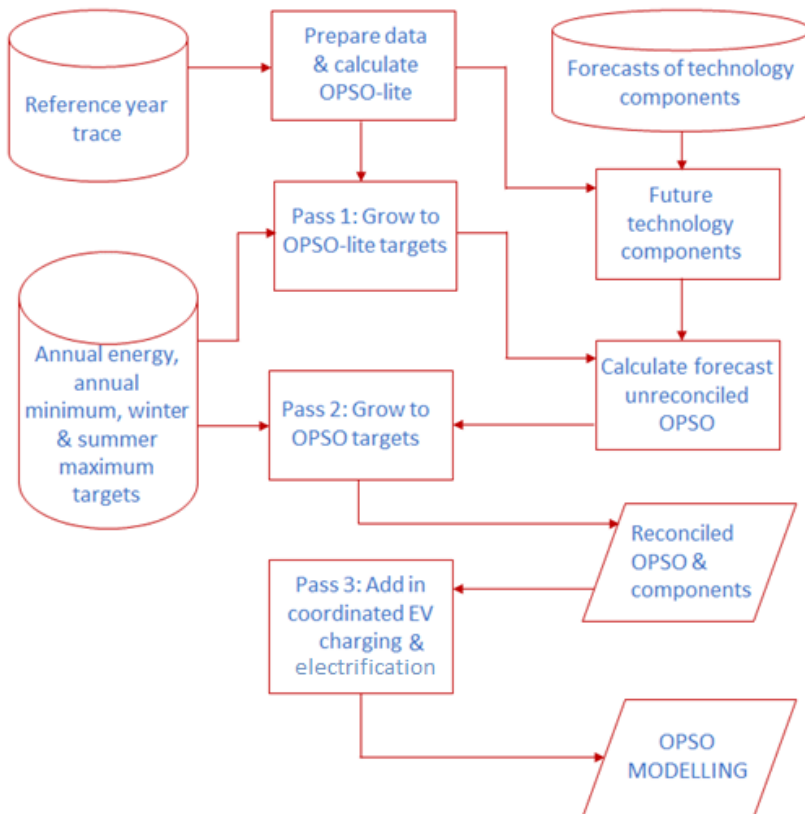 Prepare data
& calculate
OPSO-lite
Forecasts of technology
components
Reference year
trace
Pass 1: Grow to
OPSO-lite targets
Future
technology
components
Annual energy,
annual
minimum, winter
& summer
maximum
targets
Calculate forecast
unreconciled
OPSO
Pass 2: Grow to
OPSO targets
Reconciled
OPSO &
components
Pass 3: Add in
coordinated EV
charging &
electrification
OPSO
MODELLING